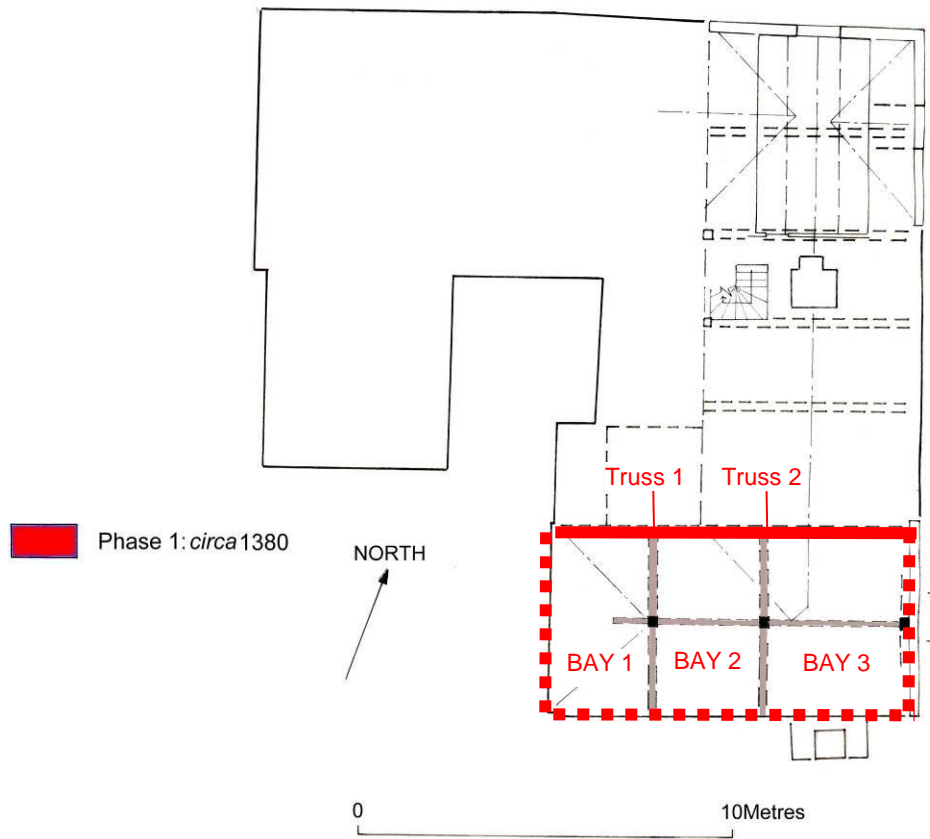 Truss 1
Truss 2
Phase 1: circa 1380
NORTH
BAY 1
BAY 2
BAY 3
0
10Metres